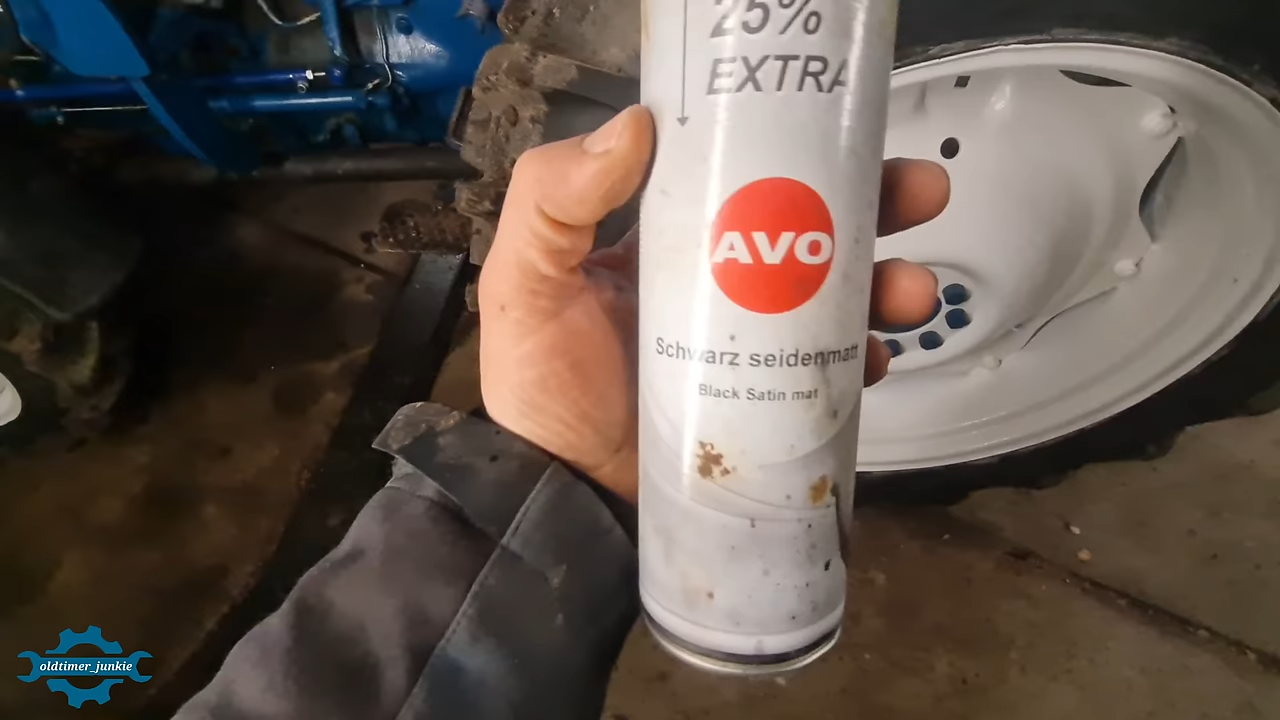 25%
EXTRA
AVO
Schwarz seidenmatt
Black Satin mat
oldtimer_junkie